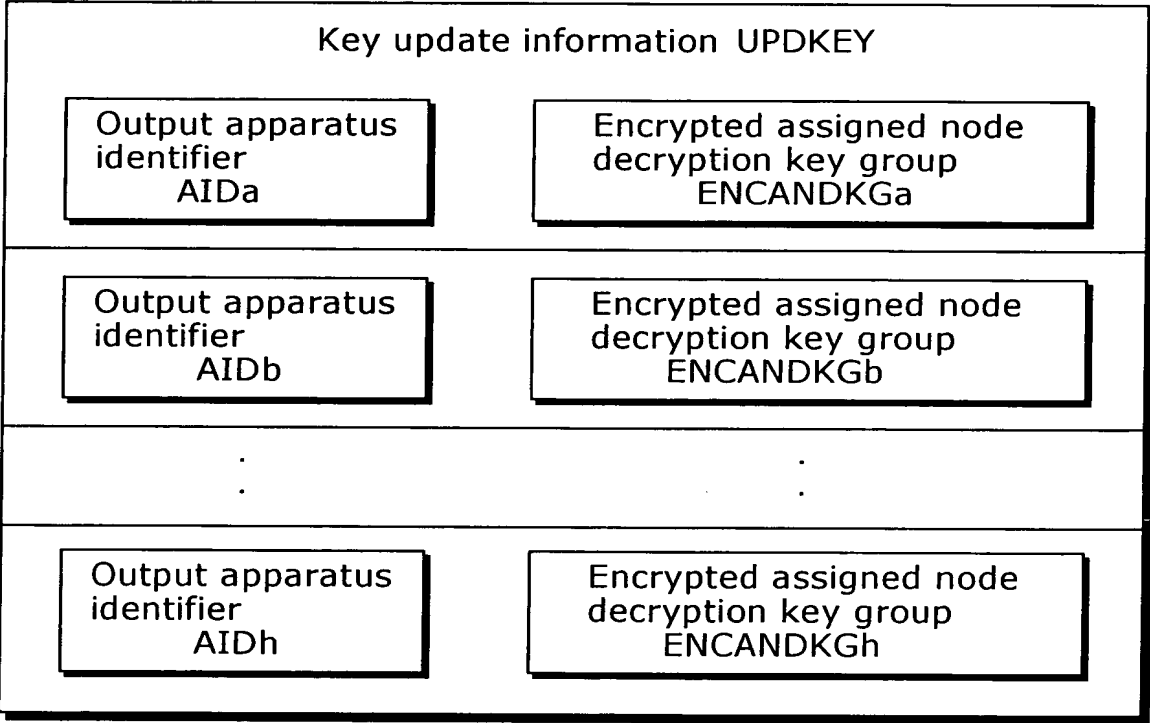 Key update information UPDKEY
Output apparatus
identifier
AIDa
Encrypted assigned node
decryption key group
ENCANDKGa
Output apparatus
identifier
AIDb
Encrypted assigned node
decryption key group
ENCANDKGb
Output apparatus
identifier
AIDh
Encrypted assigned node
decryption key group
ENCANDKGh